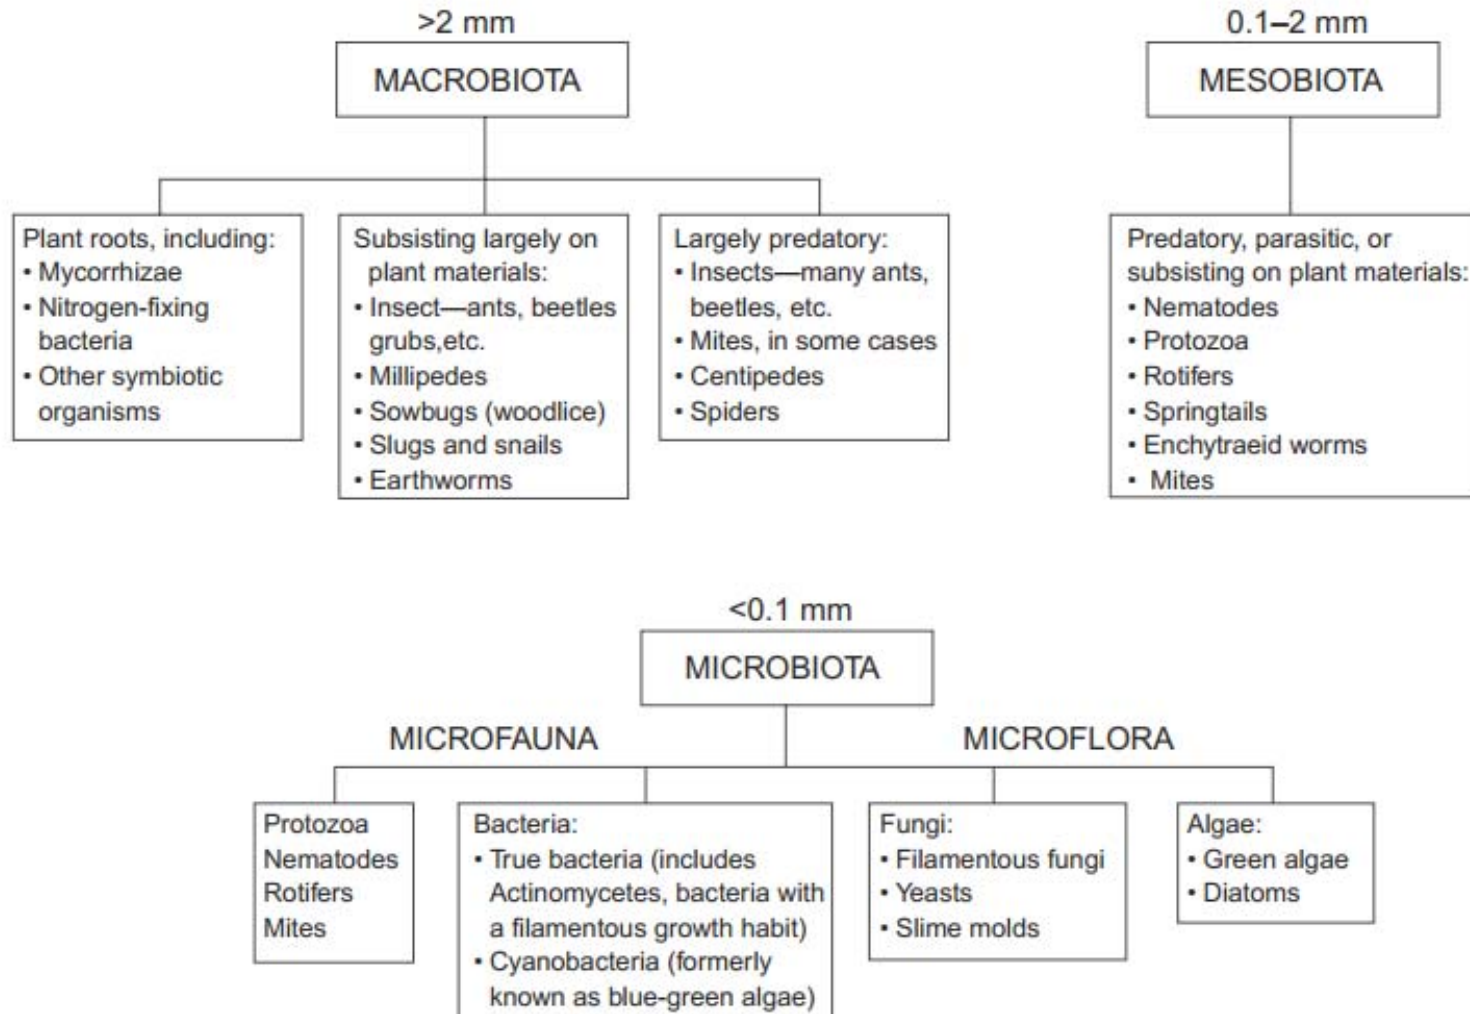 >2 mm
MACROBIOTA
Plant roots, including:
• Mycorrhizae
• Nitrogen-fixing
bacteria
• Other symbiotic
organisms
Subsisting largely on
plant materials:
• Insect—ants, beetles
grubs,etc.
• Millipedes
• Sowbugs (woodlice)
• Slugs and snails
• Earthworms
Largely predatory:
• Insects—many ants,
beetles, etc.
• Mites, in some cases
• Centipedes
• Spiders
0.1–2 mm
MESOBIOTA
Predatory, parasitic, or
subsisting on plant materials:
• Nematodes
• Protozoa
• Rotifers
• Springtails
• Enchytraeid worms
• Mites
<0.1 mm
MICROBIOTA
MICROFAUNA
MICROFLORA
Protozoa
Nematodes
Rotifers
Mites
Bacteria:
• True bacteria (includes
Actinomycetes, bacteria with
a filamentous growth habit)
• Cyanobacteria (formerly
known as blue-green algae)
Fungi:
• Filamentous fungi
• Yeasts
• Slime molds
Algae:
• Green algae
• Diatoms